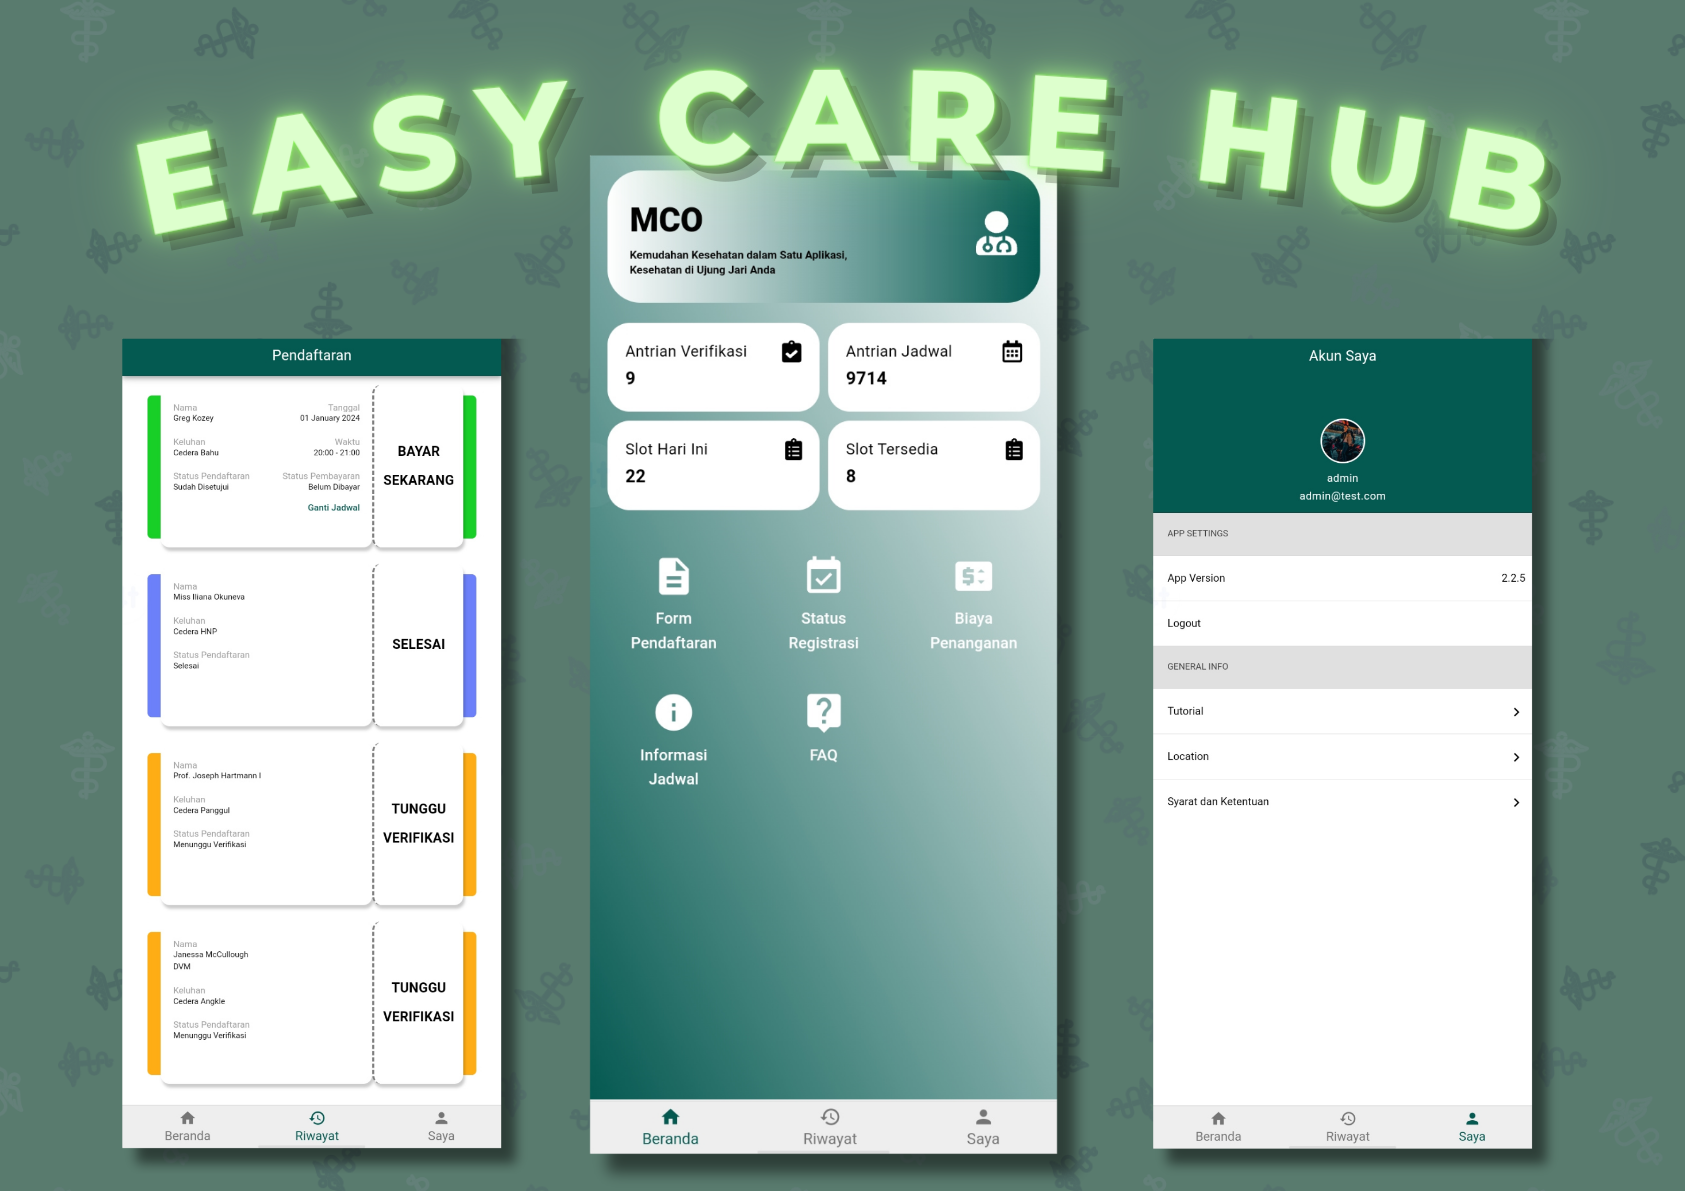 EASY CARE HUB
Pendaftaran
Nama
Tanggal
Greg Kozey
01 January 2024
Keluhan
Waktu
Cedera Bahu
20:00 - 21:00
Status Pendaftaran
Status Pembayaran
Sudah Disetujui
Belum Dibayar
Ganti Jadwal
BAYAR
SEKARANG
Nama
Miss Iliana Okuneva
Keluhan
Cedera HNP
Status Pendaftaran
Selesai
SELESAI
Nama
Prof. Joseph Hartmann I
Keluhan
Cedera Panggul
Status Pendaftaran
Menunggu Verifikasi
TUNGGU
VERIFIKASI
Nama
Janessa McCullough
DVM
Keluhan
Cedera Angkle
Status Pendaftaran
Menunggu Verifikasi
TUNGGU
VERIFIKASI
Beranda
Riwayat
Saya
MCO
Kemudahan Kesehatan dalam Satu Aplikasi,
Kesehatan di Ujung Jari Anda
Antrian Verifikasi
9
Antrian Jadwal
9714
Slot Hari Ini
22
Slot Tersedia
8
Form
Pendaftaran
Status
Registrasi
Biaya
Penanganan
Informasi
Jadwal
FAQ
Beranda
Riwayat
Saya
Akun Saya
admin
admin@test.com
APP SETTINGS
App Version
2.2.5
Logout
GENERAL INFO
Tutorial
Location
Syarat dan Ketentuan
Beranda
Riwayat
Saya